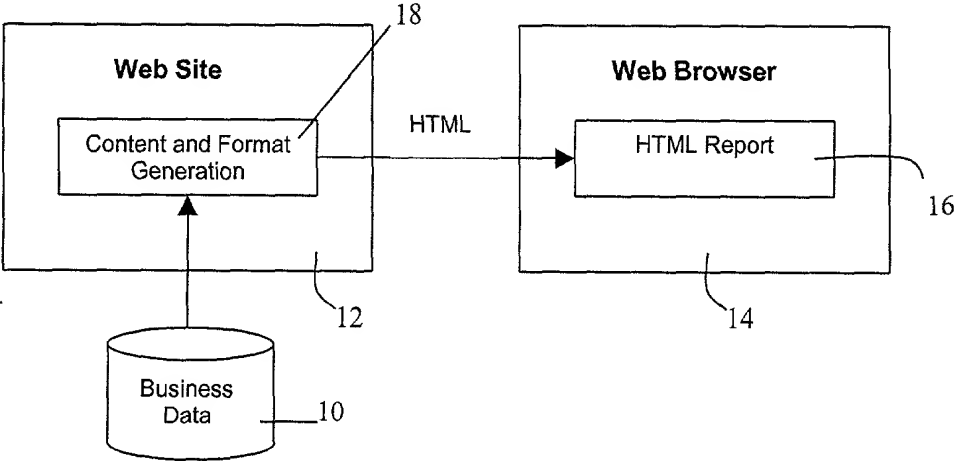 18
Web Site
Web Browser
HTML
Content and Format
Generation
HTML Report
16
12
14
Business
Data
10